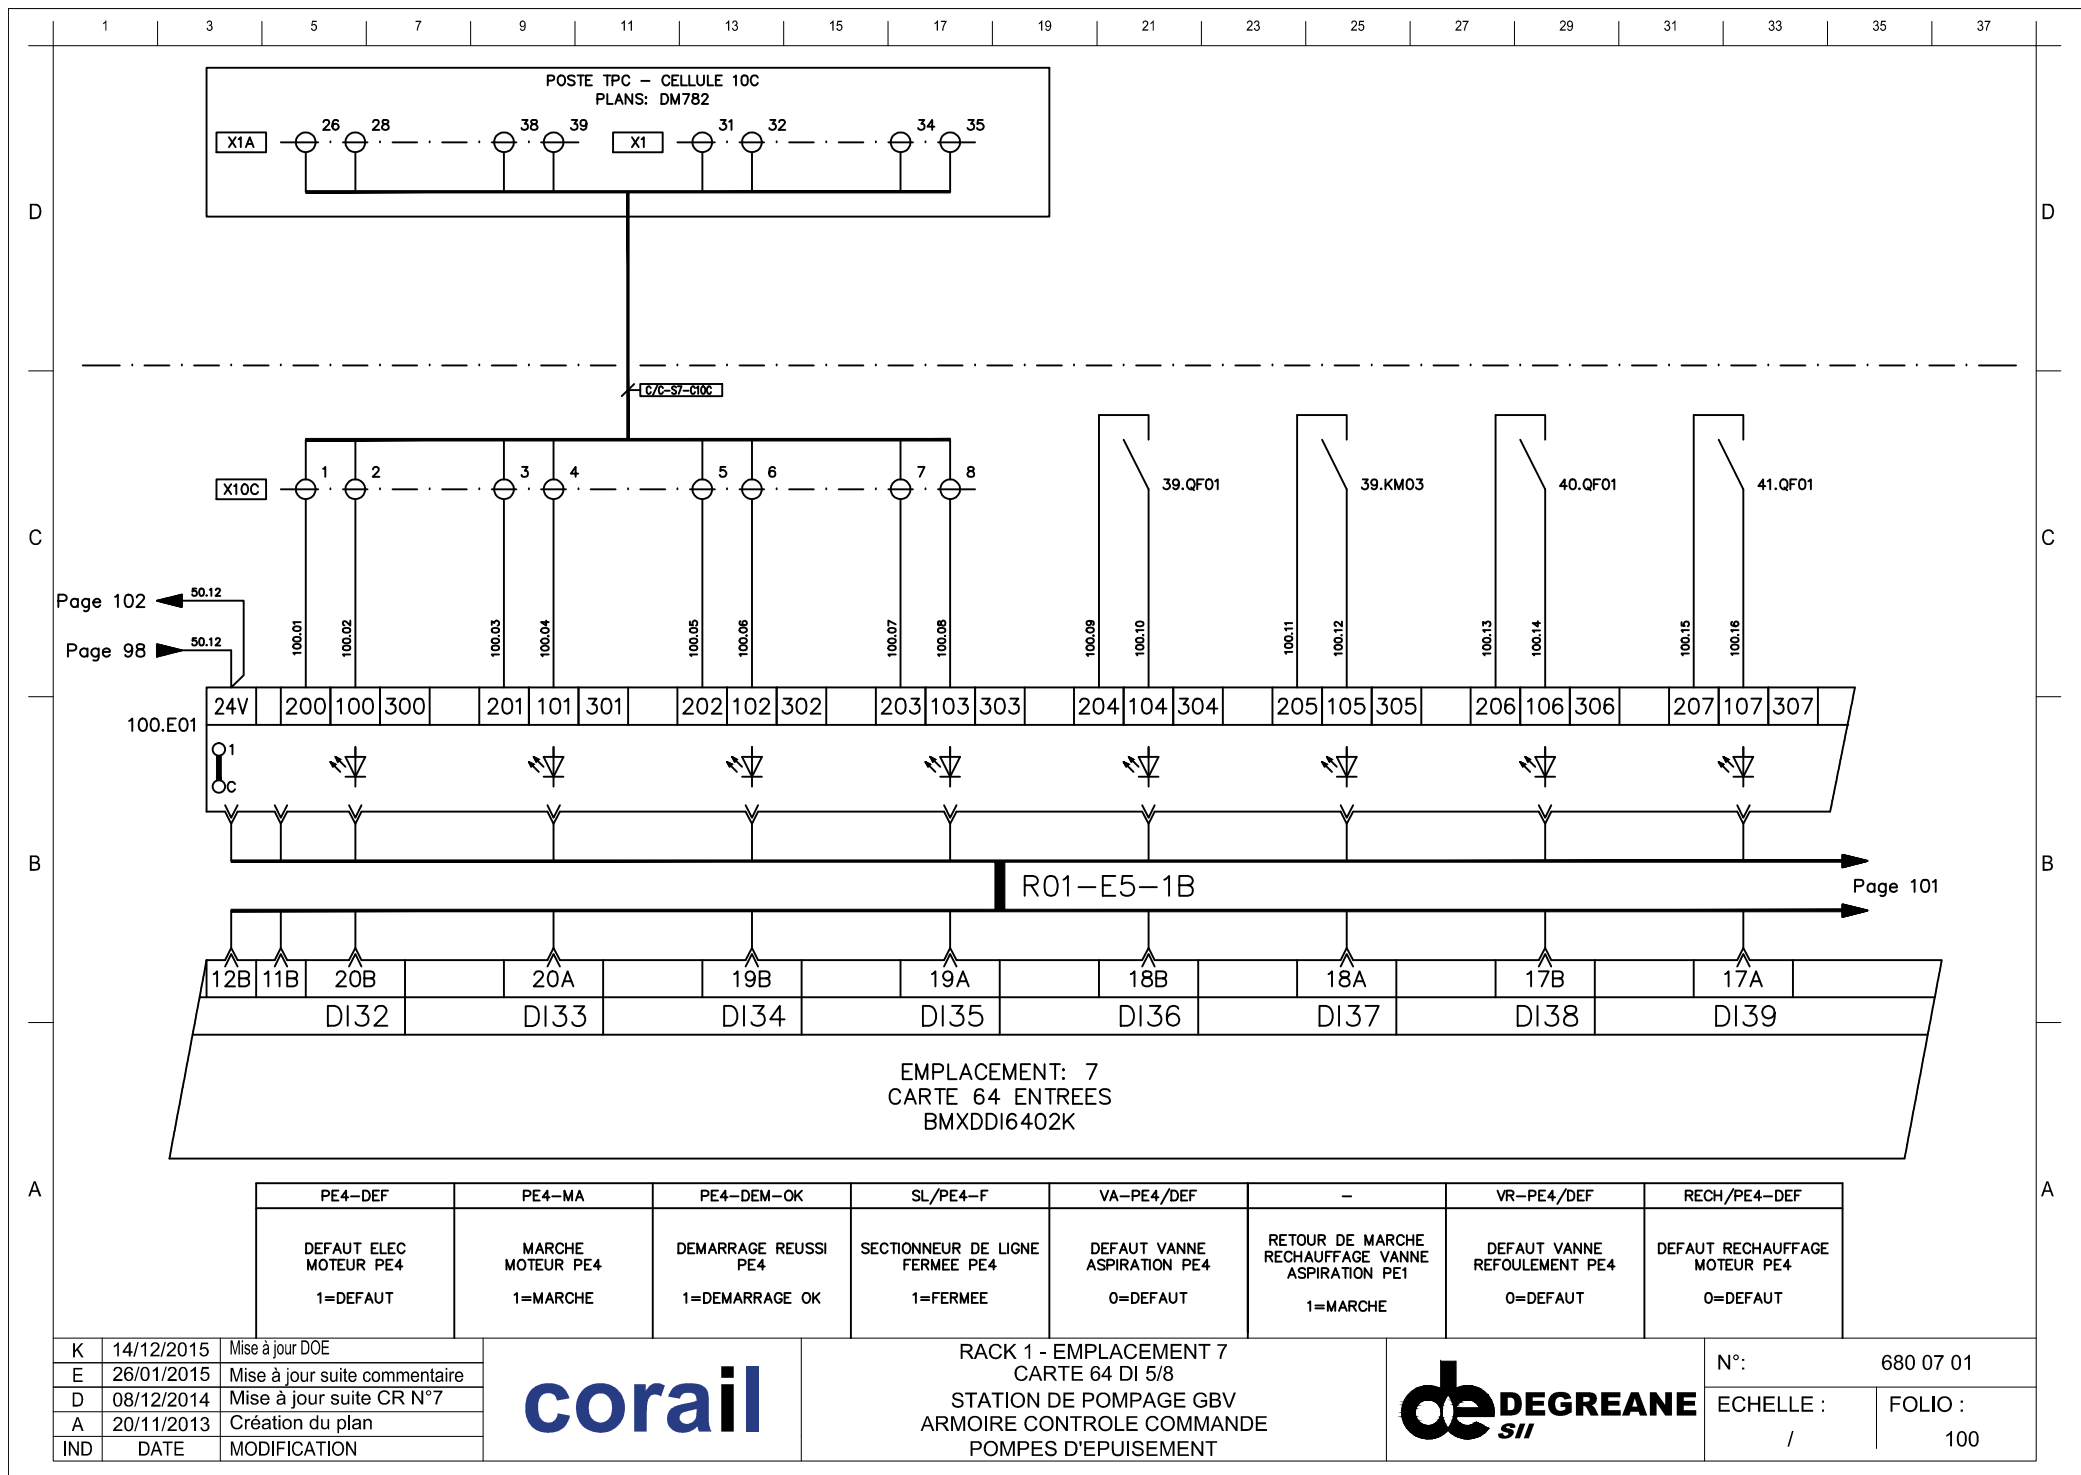 1 3 5 7 9 11 13 15 17 19 21 23 25 27 29 31 33 35 37
POSTE TPC - CELLULE 10C
PLANS: DM782
X1A 26 28 38 39 X1 31 32 34 35
D D
C/C-S7-C10C
X10C 1 2 3 4 5 6 7 8 39.QF01 39.KM03 40.QF01 41.QF01
C C
Page 102 50.12
Page 98 50.12
100.01 100.02 100.03 100.04 100.05 100.06 100.07 100.08 100.09 100.10 100.11 100.12 100.13 100.14 100.15 100.16
24V 200 100 300 201 101 301 202 102 302 203 103 303 204 104 304 205 105 305 206 106 306 207 107 307
100.E01
1
C
B B
R01-E5-1B
Page 101
12B 11B 20B 20A 19B 19A 18B 18A 17B 17A
DI32 DI33 DI34 DI35 DI36 DI37 DI38 DI39
EMPLACEMENT: 7
CARTE 64 ENTREES
BMXDDI6402K
A A
PE4-DEF PE4-MA PE4-DEM-OK SL/PE4-F VA-PE4/DEF - VR-PE4/DEF RECH/PE4-DEF
DEFAUT ELEC
MOTEUR PE4
1=DEFAUT
MARCHE
MOTEUR PE4
1=MARCHE
DEMARRAGE REUSSI
PE4
1=DEMARRAGE OK
SECTIONNEUR DE LIGNE
FERMEE PE4
1=FERMEE
DEFAUT VANNE
ASPIRATION PE4
0=DEFAUT
RETOUR DE MARCHE
RECHAUFFAGE VANNE
ASPIRATION PE1
1=MARCHE
DEFAUT VANNE
REFOULEMENT PE4
0=DEFAUT
DEFAUT RECHAUFFAGE
MOTEUR PE4
0=DEFAUT
K 14/12/2015 Mise à jour DOE
E 26/01/2015 Mise à jour suite commentaire
D 08/12/2014 Mise à jour suite CR N°7
A 20/11/2013 Création du plan
IND DATE MODIFICATION
corail
RACK 1 - EMPLACEMENT 7
CARTE 64 DI 5/8
STATION DE POMPAGE GBV
ARMOIRE CONTROLE COMMANDE
POMPES D'EPUISEMENT
de DEGREANE
SII
N°: 680 07 01
ECHELLE : /
FOLIO : 100